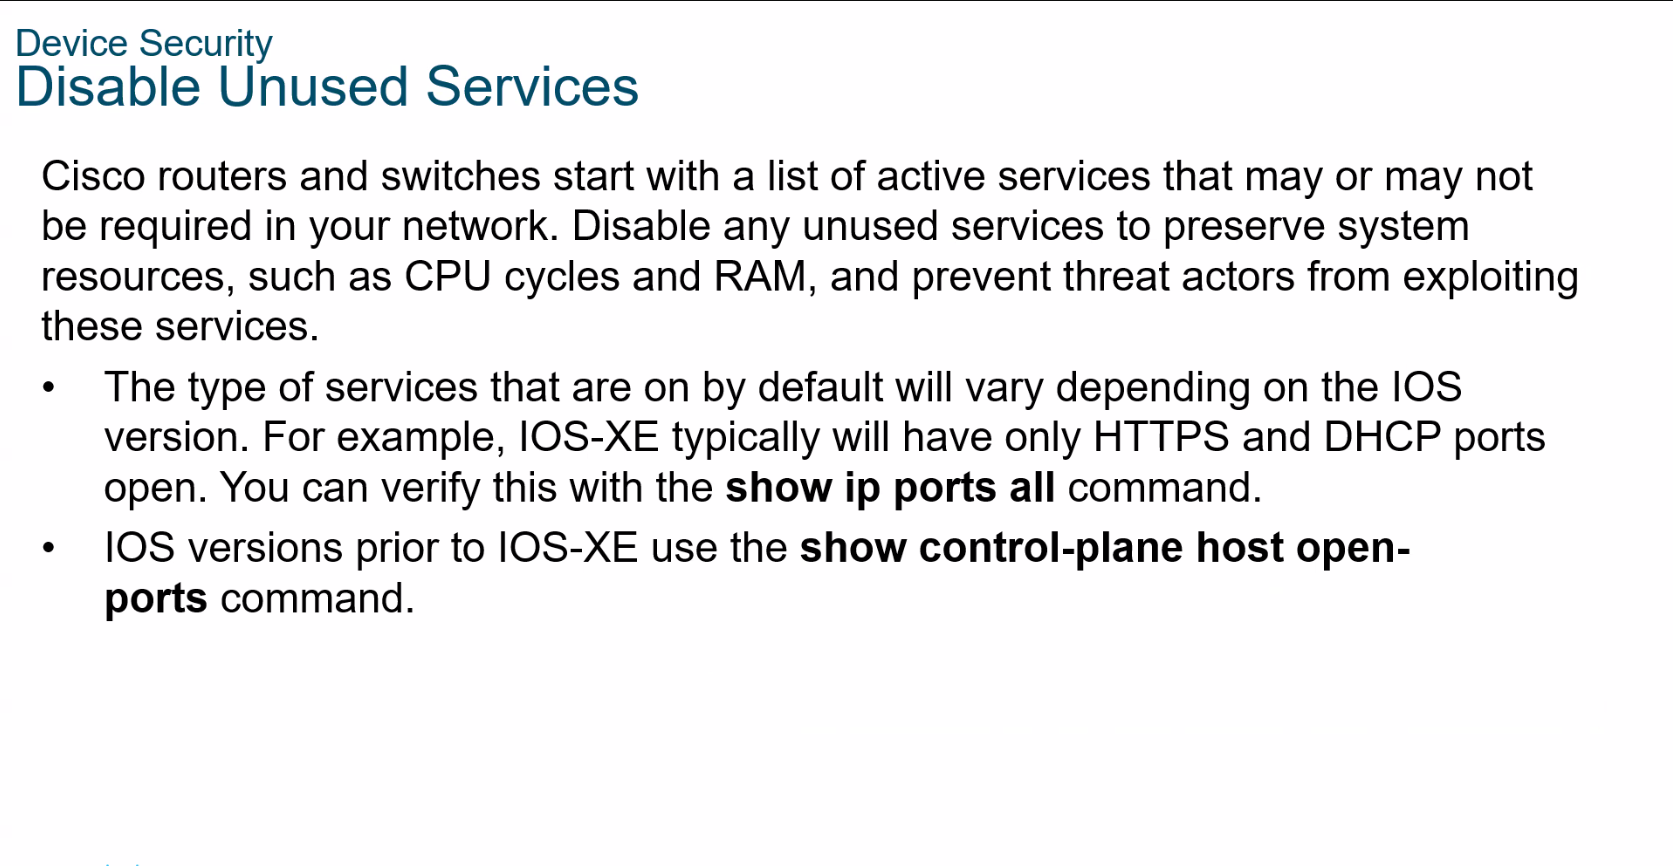 Device Security
Disable Unused Services
Cisco routers and switches start with a list of active services that may or may not
be required in your network. Disable any unused services to preserve system
resources, such as CPU cycles and RAM, and prevent threat actors from exploiting
these services.
• The type of services that are on by default will vary depending on the IOS
version. For example, IOS-XE typically will have only HTTPS and DHCP ports
open. You can verify this with the show ip ports all command.
• IOS versions prior to IOS-XE use the show control-plane host open-
ports command.